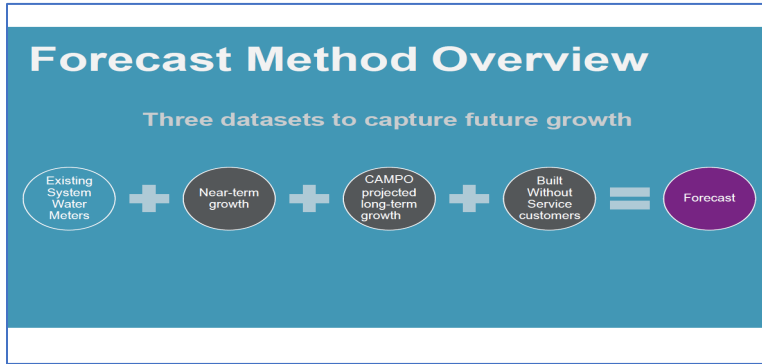 Forecast Method Overview
Three datasets to capture future growth
Existing
System
Water
Meters
Near-term
growth
CAMPO
projected
long-term
growth
Built
Without
Service
customers
Forecast